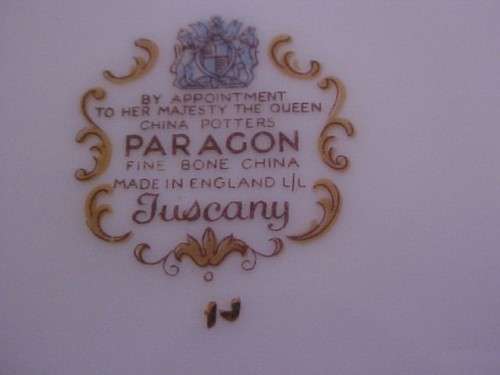 BY APPOINTMENT
TO HER MAJESTY THE QUEEN
CHINA POTTERS
PARAGON
FINE BONE CHINA
MADE IN ENGLAND L/L
Tuscany